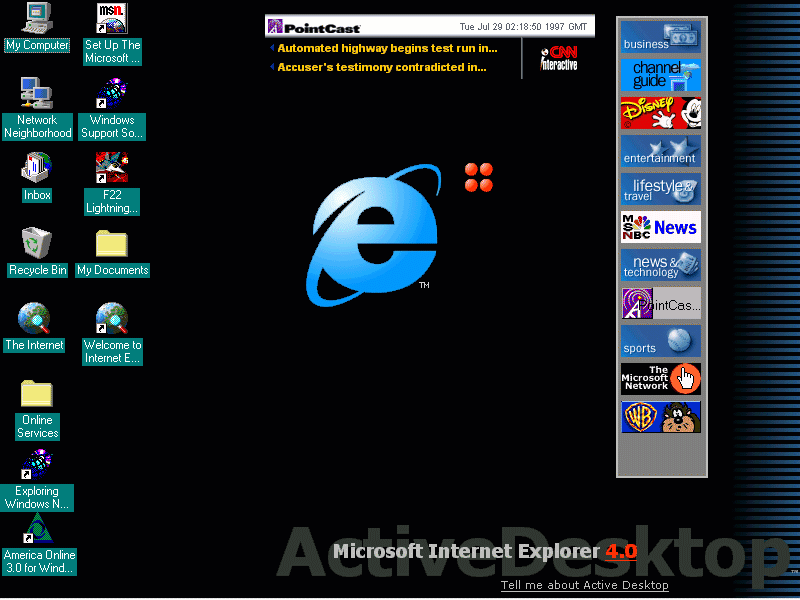 My Computer
msn.
Set Up The
Microsoft ...
Network
Neighborhood
Windows
Support So...
Inbox
F22
Lightning...
Recycle Bin
My Documents
The Internet
Welcome to
Internet E...
Online
Services
Exploring
Windows N...
America Online
3.0 for Wind...
PointCast
Tue Jul 29 02:18:50 1997 GMT
Automated highway begins test run in...
Accuser's testimony contradicted in...
CNN
Interactive
e
TM
business
channel
guide
Disney
entertainment
lifestyle &
travel
MSNBC News
news &
technology
PointCas...
sports
The
Microsoft
Network
WB
ActiveDesktop
Microsoft Internet Explorer 4.0
Tell me about Active Desktop